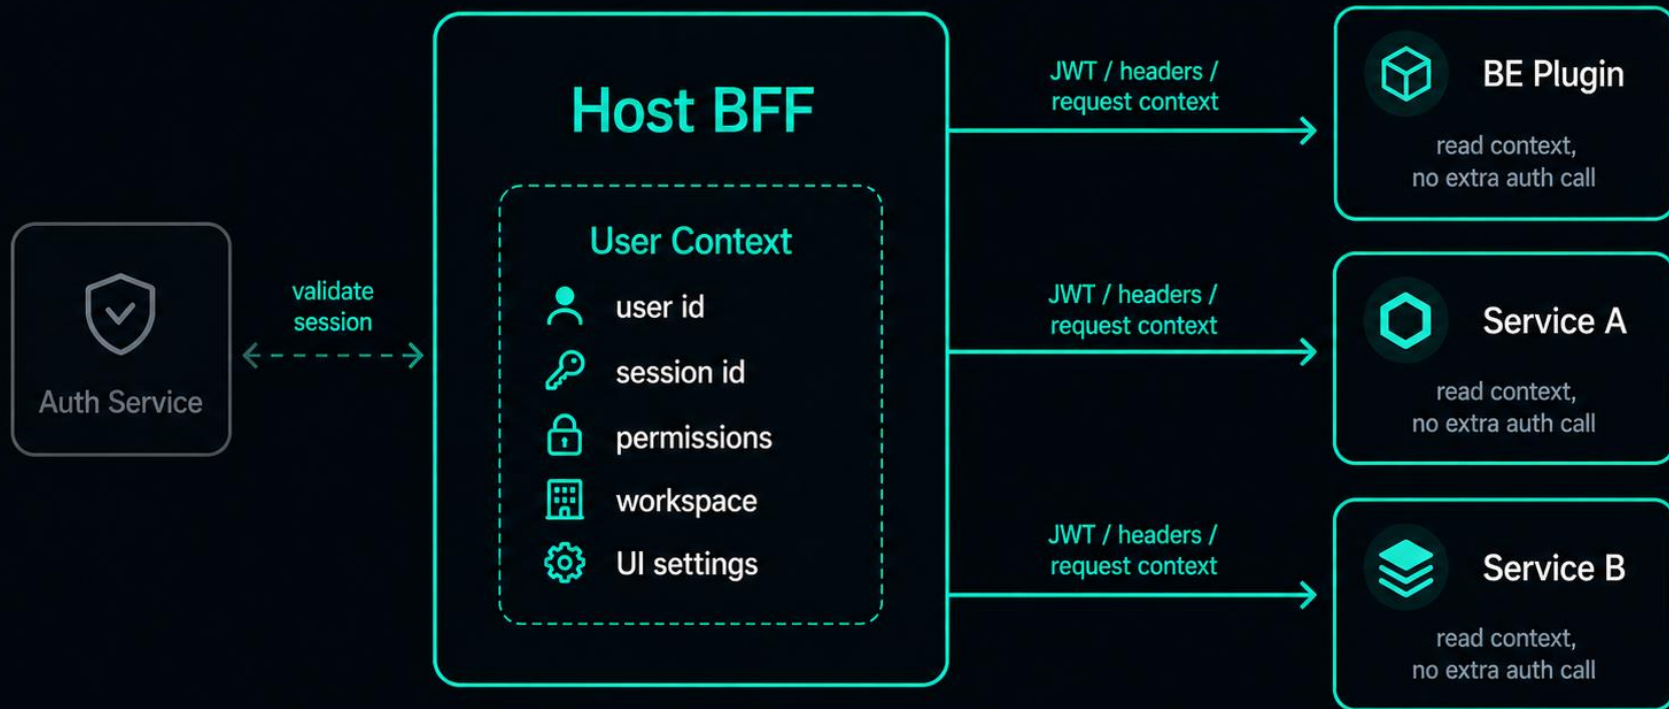 Auth Service
validate
session
Host BFF
User Context
user id
session id
permissions
workspace
UI settings
JWT / headers /
request context
BE Plugin
read context,
no extra auth call
JWT / headers /
request context
Service A
read context,
no extra auth call
JWT / headers /
request context
Service B
read context,
no extra auth call